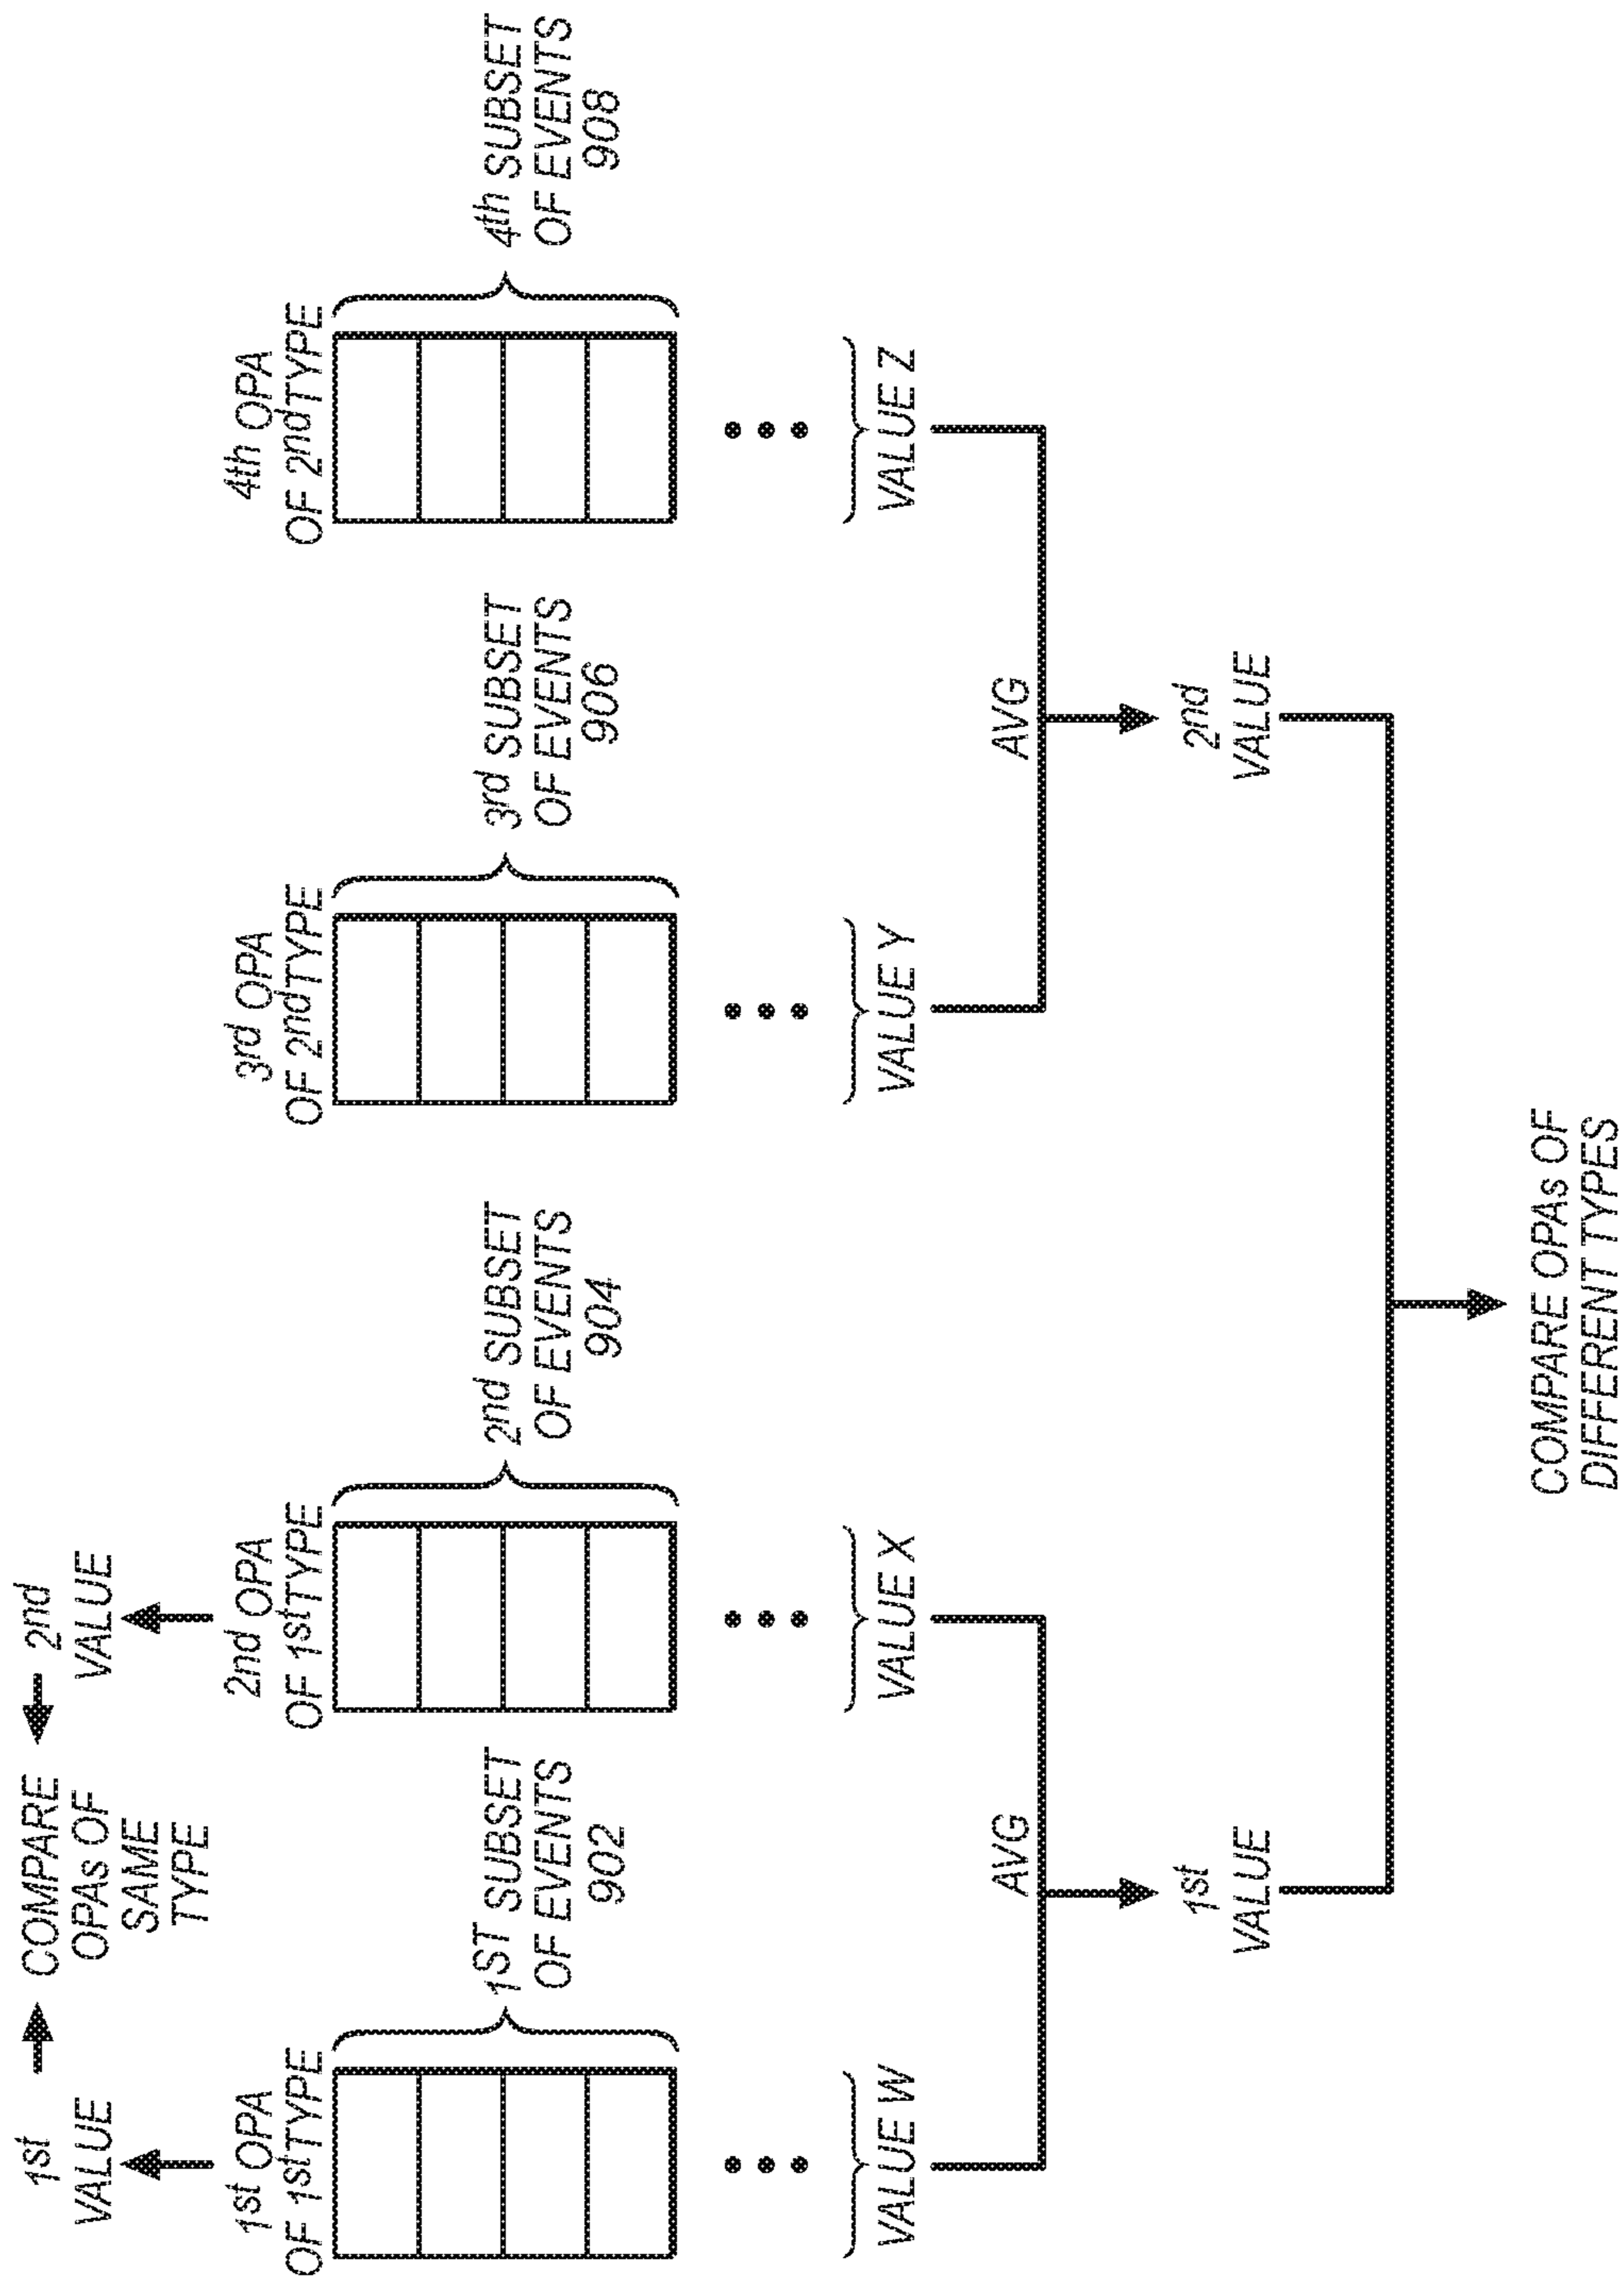 1st
VALUE
COMPARE
OPAs OF
SAME
TYPE
2nd
VALUE
1st OPA
OF 1st TYPE
2nd OPA
OF 1st TYPE
3rd OPA
OF 2nd TYPE
4th OPA
OF 2nd TYPE
1ST SUBSET
OF EVENTS
902
2nd SUBSET
OF EVENTS
904
3rd SUBSET
OF EVENTS
906
4th SUBSET
OF EVENTS
908
VALUE W
VALUE X
VALUE Y
VALUE Z
AVG
AVG
1st
VALUE
2nd
VALUE
COMPARE OPAs OF
DIFFERENT TYPES